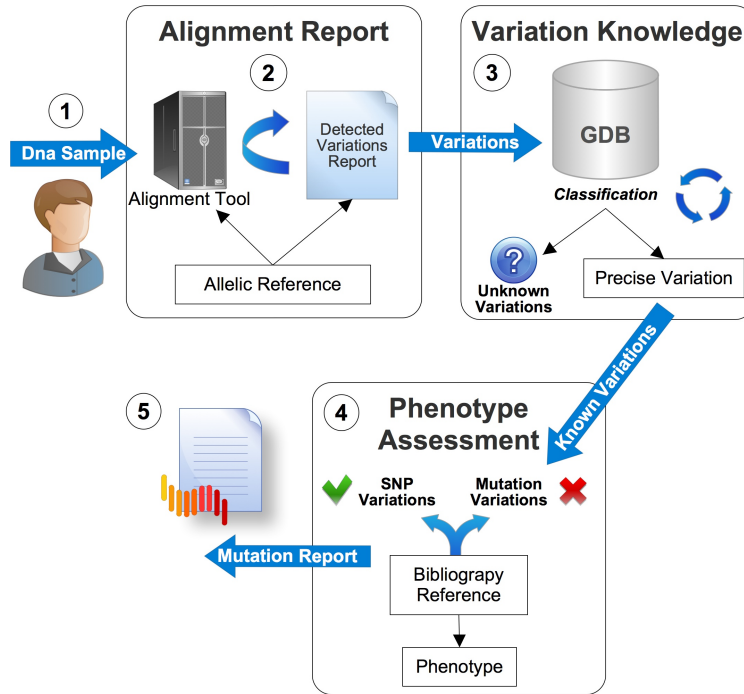 Alignment Report
1
2
Dna Sample
Alignment Tool
Detected
Variations
Report
Allelic Reference
Variations
Variation Knowledge
3
GDB
Classification
?
Unknown
Variations
Precise Variation
Known Variations
4
Phenotype
Assessment
SNP
Variations
Mutation
Variations
Bibliograpy
Reference
Phenotype
5
Mutation Report